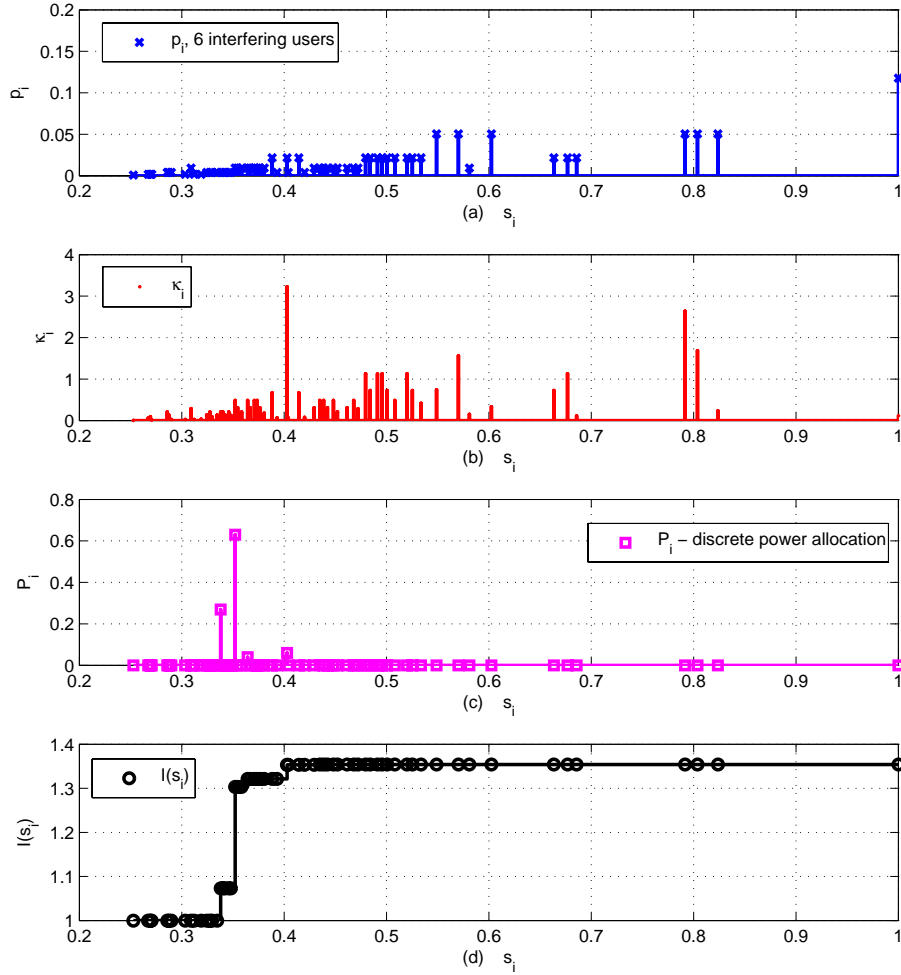 0.2
0.15
0.1
0.05
0
p_i
p_i, 6 interfering users
0.2 0.3 0.4 0.5 0.6 0.7 0.8 0.9 1
(a) s_i
4
3
2
1
0
κ_i
κ_i
0.2 0.3 0.4 0.5 0.6 0.7 0.8 0.9 1
(b) s_i
0.8
0.6
0.4
0.2
0
P_i
P_i – discrete power allocation
0.2 0.3 0.4 0.5 0.6 0.7 0.8 0.9 1
(c) s_i
1.4
1.3
1.2
1.1
1
I(s_i)
I(s_i)
0.2 0.3 0.4 0.5 0.6 0.7 0.8 0.9 1
(d) s_i